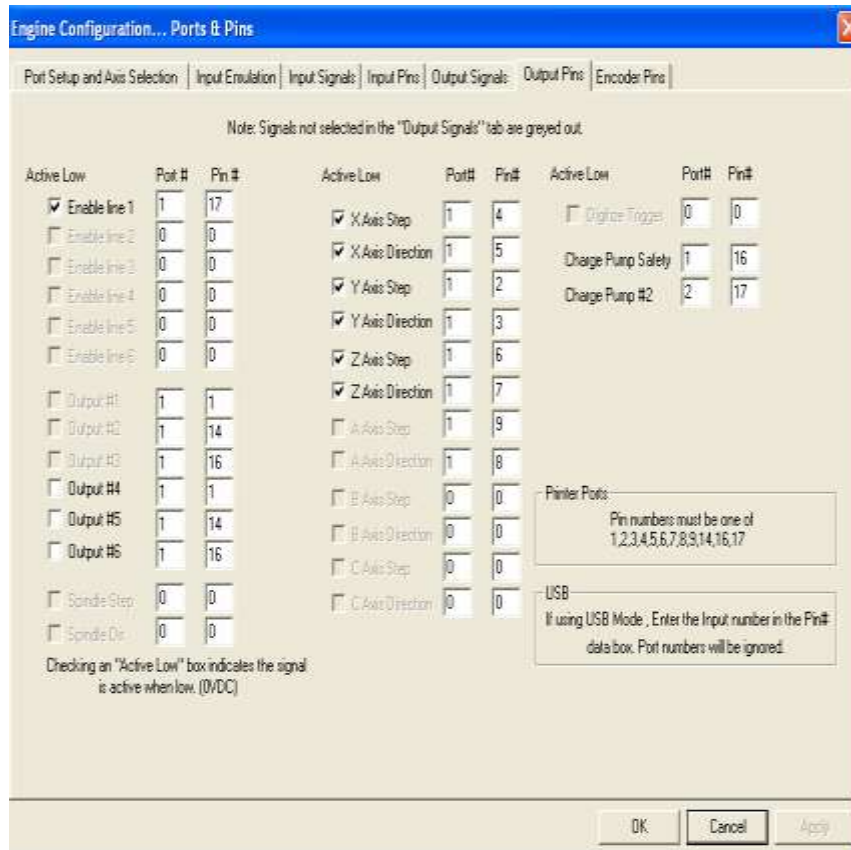 Engine Configuration... Ports & Pins
Port Setup and Axis Selection Input Emulation Input Signals Input Pins Output Signals Output Pins Encoder Pins
Note: Signals not selected in the "Output Signals" tab are greyed out.
Active Low Port # Pin #
Enable line 1 1 17
Enable line 2 0 0
Enable line 3 0 0
Enable line 4 0 0
Enable line 5 0 0
Enable line 6 0 0
Output #1 1 1
Output #2 1 14
Output #3 1 16
Output #4 1 1
Output #5 1 14
Output #6 1 16
Spindle Step 0 0
Spindle Dir. 0 0
Checking an "Active Low" box indicates the signal
is active when low. (0VDC)
Active Low Port# Pin#
X Axis Step 1 4
X Axis Direction 1 5
Y Axis Step 1 2
Y Axis Direction 1 3
Z Axis Step 1 6
Z Axis Direction 1 7
A Axis Step 1 9
A Axis Direction 1 8
B Axis Step 0 0
B Axis Direction 0 0
C Axis Step 0 0
C Axis Direction 0 0
Active Low Port# Pin#
Digitize Trigger 0 0
Charge Pump Safety 1 16
Charge Pump #2 2 17
Printer Ports
Pin numbers must be one of
1,2,3,4,5,6,7,8,9,14,16,17
USB
If using USB Mode , Enter the Input number in the Pin#
data box. Port numbers will be ignored.
OK Cancel Apply